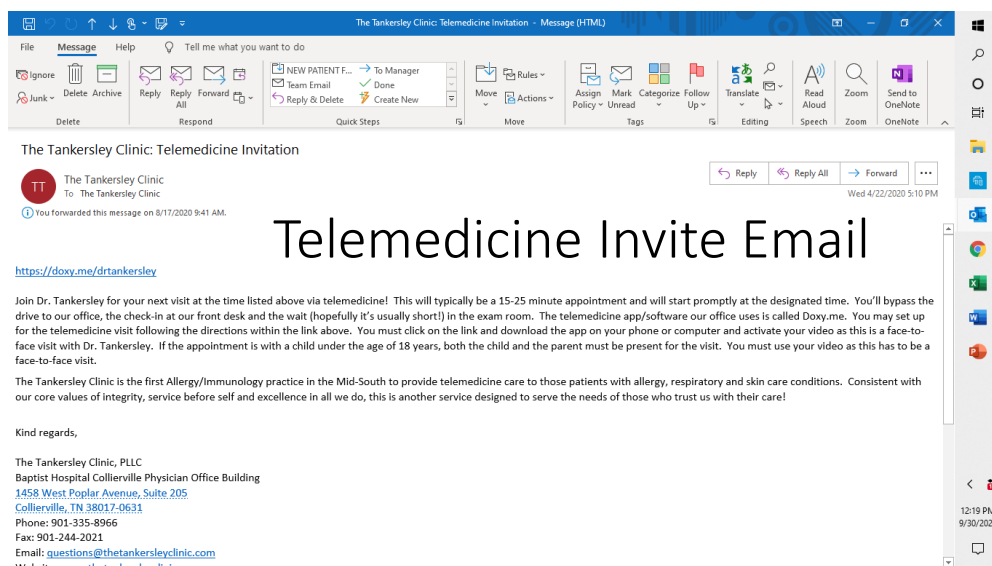 The Tankersley Clinic: Telemedicine Invitation - Message (HTML)
File Message Help Tell me what you want to do
Ignore
Junk
Delete Archive
Reply Reply All Forward
NEW PATIENT F... To Manager
Team Email Done
Reply & Delete Create New
Move Rules Actions
Assign Policy Mark Unread Categorize Follow Up
Translate
Read Aloud
Zoom
Send to OneNote
Delete Respond Quick Steps Move Tags Editing Speech Zoom OneNote
The Tankersley Clinic: Telemedicine Invitation
TT
The Tankersley Clinic
To The Tankersley Clinic
Reply Reply All Forward
Wed 4/22/2020 5:10 PM
You forwarded this message on 8/17/2020 9:41 AM.
Telemedicine Invite Email
https://doxy.me/drtankersley
Join Dr. Tankersley for your next visit at the time listed above via telemedicine! This will typically be a 15-25 minute appointment and will start promptly at the designated time. You'll bypass the
drive to our office, the check-in at our front desk and the wait (hopefully it's usually short!) in the exam room. The telemedicine app/software our office uses is called Doxy.me. You may set up
for the telemedicine visit following the directions within the link above. You must click on the link and download the app on your phone or computer and activate your video as this is a face-to-
face visit with Dr. Tankersley. If the appointment is with a child under the age of 18 years, both the child and the parent must be present for the visit. You must use your video as this has to be a
face-to-face visit.
The Tankersley Clinic is the first Allergy/Immunology practice in the Mid-South to provide telemedicine care to those patients with allergy, respiratory and skin care conditions. Consistent with
our core values of integrity, service before self and excellence in all we do, this is another service designed to serve the needs of those who trust us with their care!
Kind regards,
The Tankersley Clinic, PLLC
Baptist Hospital Collierville Physician Office Building
1458 West Poplar Avenue, Suite 205
Collierville, TN 38017-0631
Phone: 901-335-8966
Fax: 901-244-2021
Email: questions@thetankersleyclinic.com
12:19 PM
9/30/202